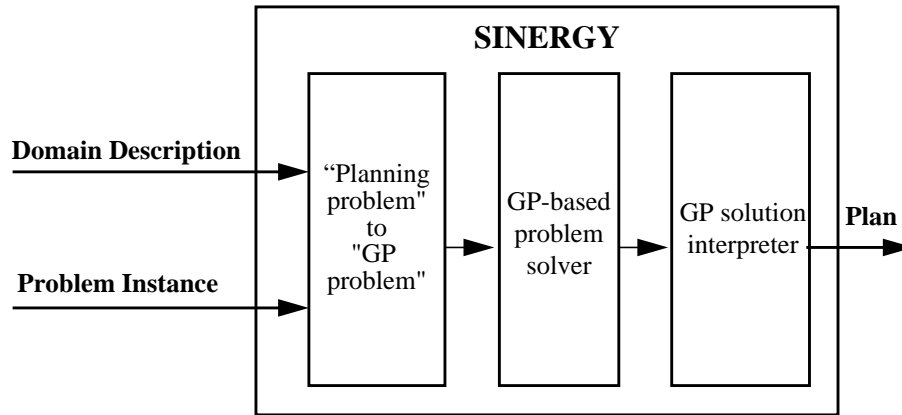 SINERGY
Domain Description
Problem Instance
“Planning
problem"
to
"GP
problem"
GP-based
problem
solver
GP solution
interpreter
Plan